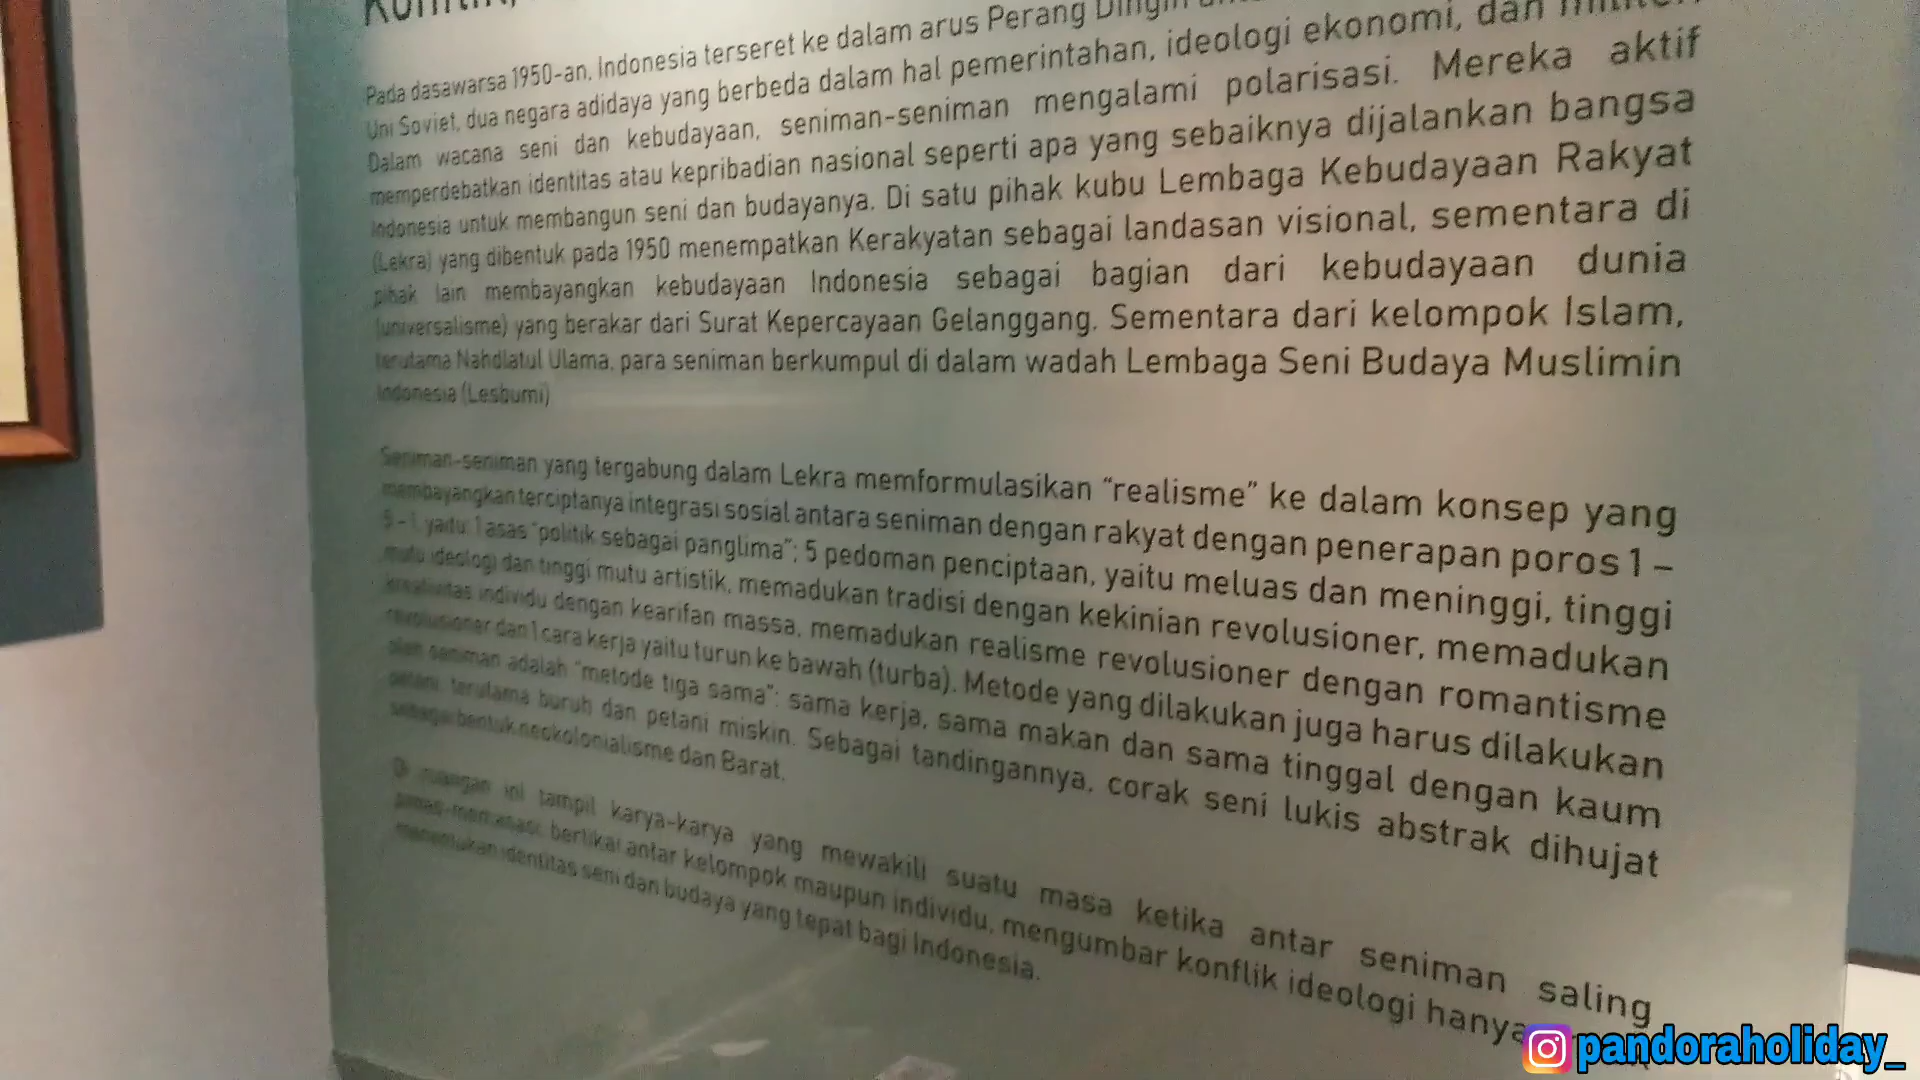 Pada dasawarsa 1950-an, Indonesia terseret ke dalam arus Perang Dingin
Uni Soviet, dua negara adidaya yang berbeda dalam hal pemerintahan, ideologi ekonomi, dan militer.
Dalam wacana seni dan kebudayaan, seniman-seniman mengalami polarisasi. Mereka aktif
memperdebatkan identitas atau kepribadian nasional seperti apa yang sebaiknya dijalankan bangsa
Indonesia untuk membangun seni dan budayanya. Di satu pihak kubu Lembaga Kebudayaan Rakyat
(Lekra) yang dibentuk pada 1950 menempatkan Kerakyatan sebagai landasan visional, sementara di
pihak lain membayangkan kebudayaan Indonesia sebagai bagian dari kebudayaan dunia
(universalisme) yang berakar dari Surat Kepercayaan Gelanggang. Sementara dari kelompok Islam,
terutama Nahdlatul Ulama, para seniman berkumpul di dalam wadah Lembaga Seni Budaya Muslimin
Indonesia (Lesbumi)
Seniman-seniman yang tergabung dalam Lekra memformulasikan "realisme" ke dalam konsep yang
membayangkan terciptanya integrasi sosial antara seniman dengan rakyat dengan penerapan poros 1 –
5 – 1, yaitu: 1 asas "politik sebagai panglima"; 5 pedoman penciptaan, yaitu meluas dan meninggi, tinggi
mutu ideologi dan tinggi mutu artistik, memadukan tradisi dengan kekinian revolusioner, memadukan
kreativitas individu dengan kearifan massa, memadukan realisme revolusioner dengan romantisme
revolusioner dan 1 cara kerja yaitu turun ke bawah (turba). Metode yang dilakukan juga harus dilakukan
oleh seniman adalah "metode tiga sama": sama kerja, sama makan dan sama tinggal dengan kaum
petani, terutama buruh dan petani miskin. Sebagai tandingannya, corak seni lukis abstrak dihujat
sebagai bentuk neokolonialisme dan Barat.
Di ruangan ini tampil karya-karya yang mewakili suatu masa ketika antar seniman saling
panas-memanasi, bertikai antar kelompok maupun individu, mengumbar konflik ideologi hanya
menentukan identitas seni dan budaya yang tepat bagi Indonesia.
pandoraholiday_